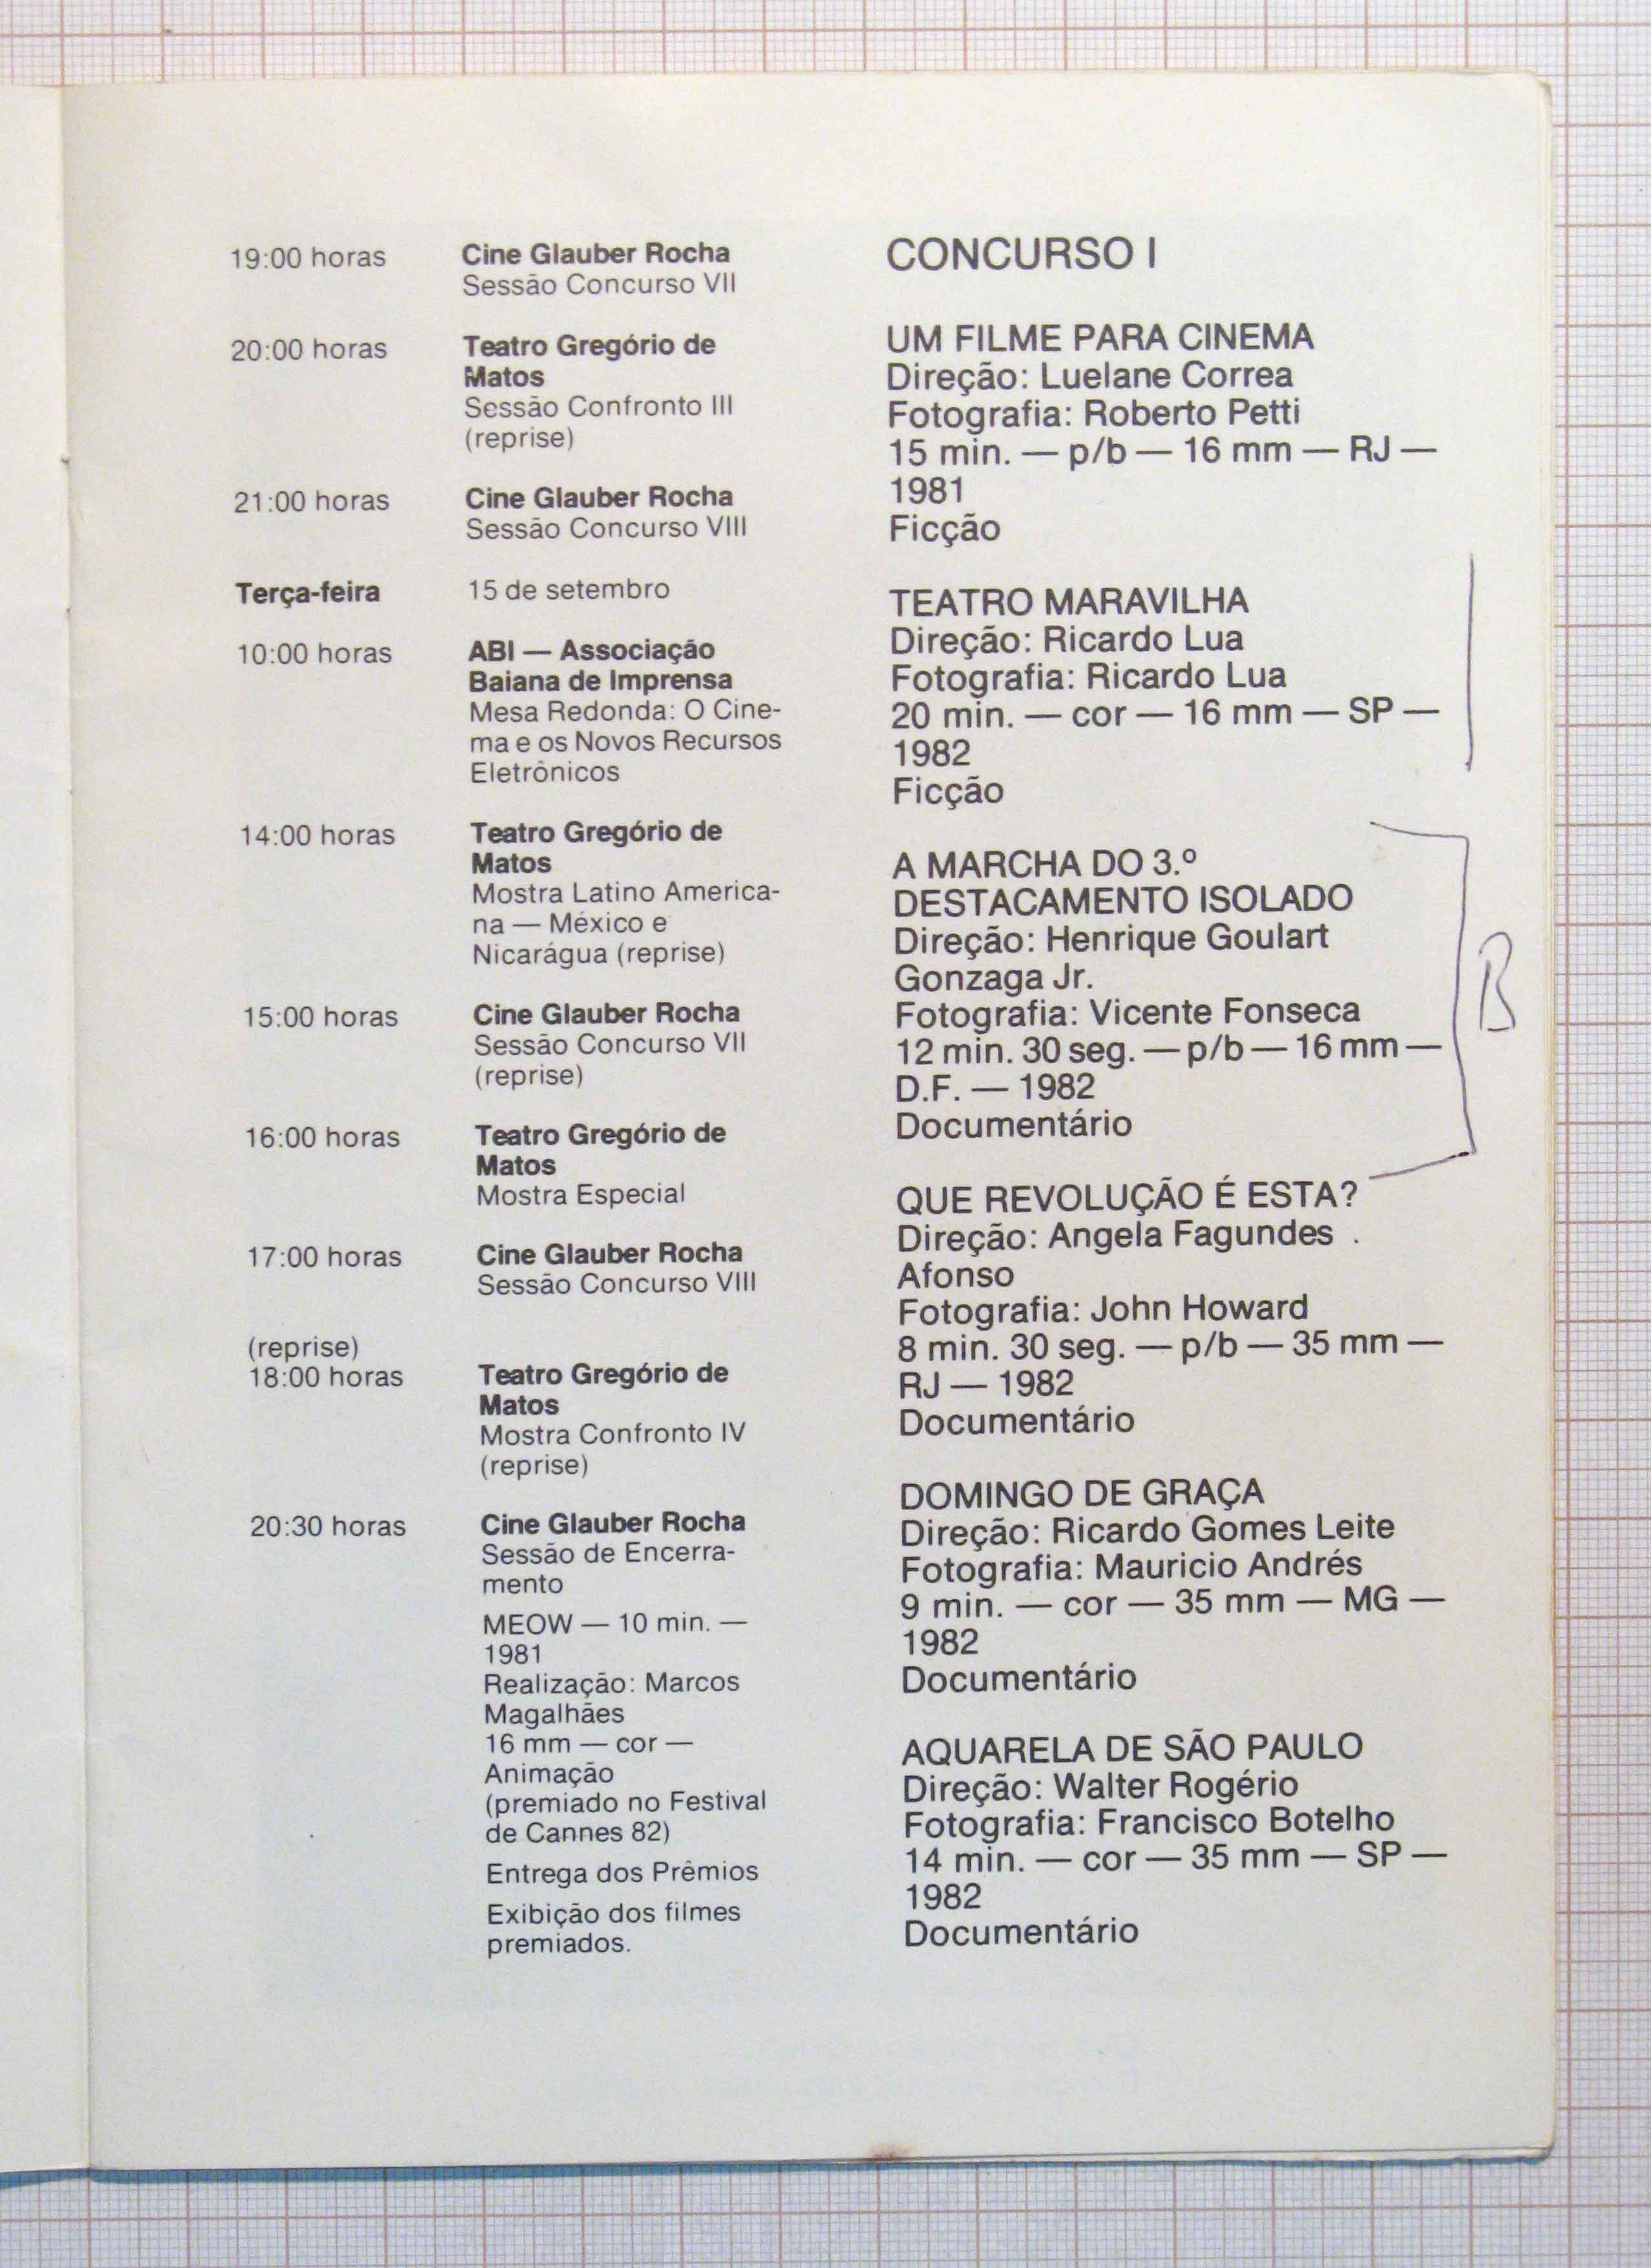 19:00 horas
Cine Glauber Rocha
Sessão Concurso VII
20:00 horas
Teatro Gregório de
Matos
Sessão Confronto III
(reprise)
21:00 horas
Cine Glauber Rocha
Sessão Concurso VIII
Terça-feira
15 de setembro
10:00 horas
ABI — Associação
Baiana de Imprensa
Mesa Redonda: O Cine-
ma e os Novos Recursos
Eletrônicos
14:00 horas
Teatro Gregório de
Matos
Mostra Latino America-
na — México e
Nicarágua (reprise)
15:00 horas
Cine Glauber Rocha
Sessão Concurso VII
(reprise)
16:00 horas
Teatro Gregório de
Matos
Mostra Especial
17:00 horas
Cine Glauber Rocha
Sessão Concurso VIII
(reprise)
18:00 horas
Teatro Gregório de
Matos
Mostra Confronto IV
(reprise)
20:30 horas
Cine Glauber Rocha
Sessão de Encerra-
mento
MEOW — 10 min. —
1981
Realização: Marcos
Magalhães
16 mm — cor —
Animação
(premiado no Festival
de Cannes 82)
Entrega dos Prêmios
Exibição dos filmes
premiados.
CONCURSO I
UM FILME PARA CINEMA
Direção: Luelane Correa
Fotografia: Roberto Petti
15 min. — p/b — 16 mm — RJ —
1981
Ficção
TEATRO MARAVILHA
Direção: Ricardo Lua
Fotografia: Ricardo Lua
20 min. — cor — 16 mm — SP —
1982
Ficção
A MARCHA DO 3.º
DESTACAMENTO ISOLADO
Direção: Henrique Goulart
Gonzaga Jr.
Fotografia: Vicente Fonseca
12 min. 30 seg. — p/b — 16 mm —
D.F. — 1982
Documentário
B
QUE REVOLUÇÃO É ESTA?
Direção: Angela Fagundes .
Afonso
Fotografia: John Howard
8 min. 30 seg. — p/b — 35 mm —
RJ — 1982
Documentário
DOMINGO DE GRAÇA
Direção: Ricardo Gomes Leite
Fotografia: Mauricio Andrés
9 min. — cor — 35 mm — MG —
1982
Documentário
AQUARELA DE SÃO PAULO
Direção: Walter Rogério
Fotografia: Francisco Botelho
14 min. — cor — 35 mm — SP —
1982
Documentário